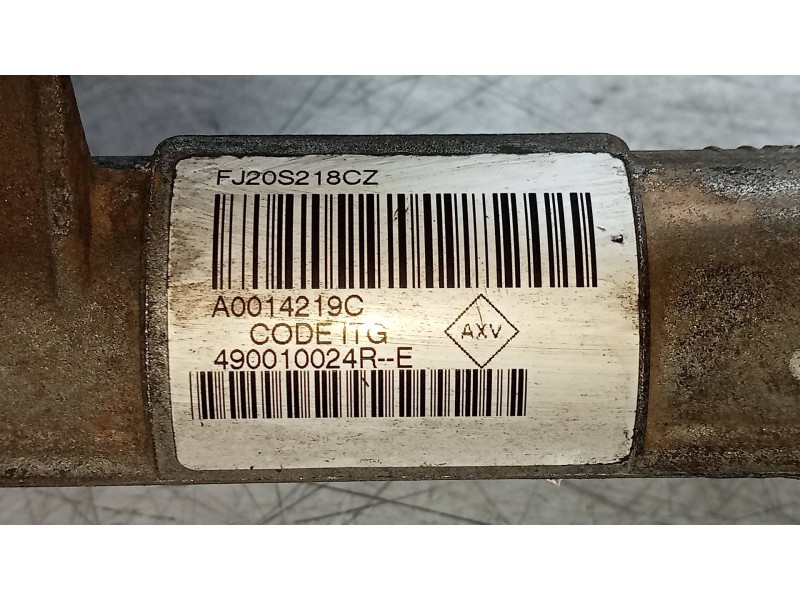 FJ20S218CZ
A0014219C
CODE ITG
AXV
490010024R--E